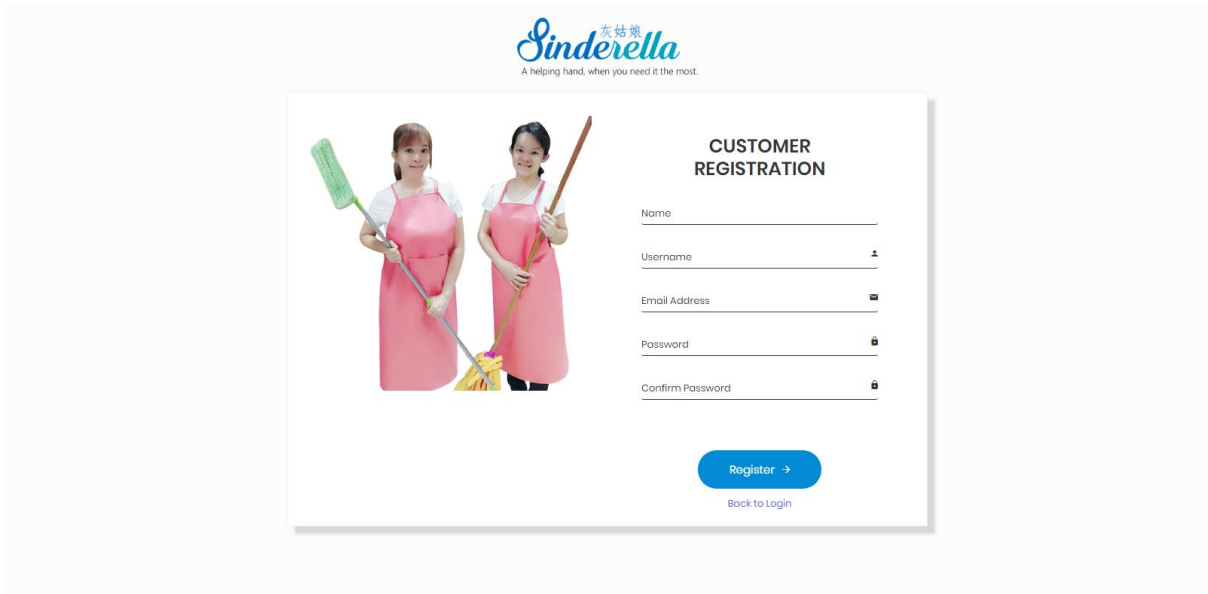 灰姑娘
Sinderella
A helping hand, when you need it the most.
CUSTOMER
REGISTRATION
Name
Username
Email Address
Password
Confirm Password
Register →
Back to Login